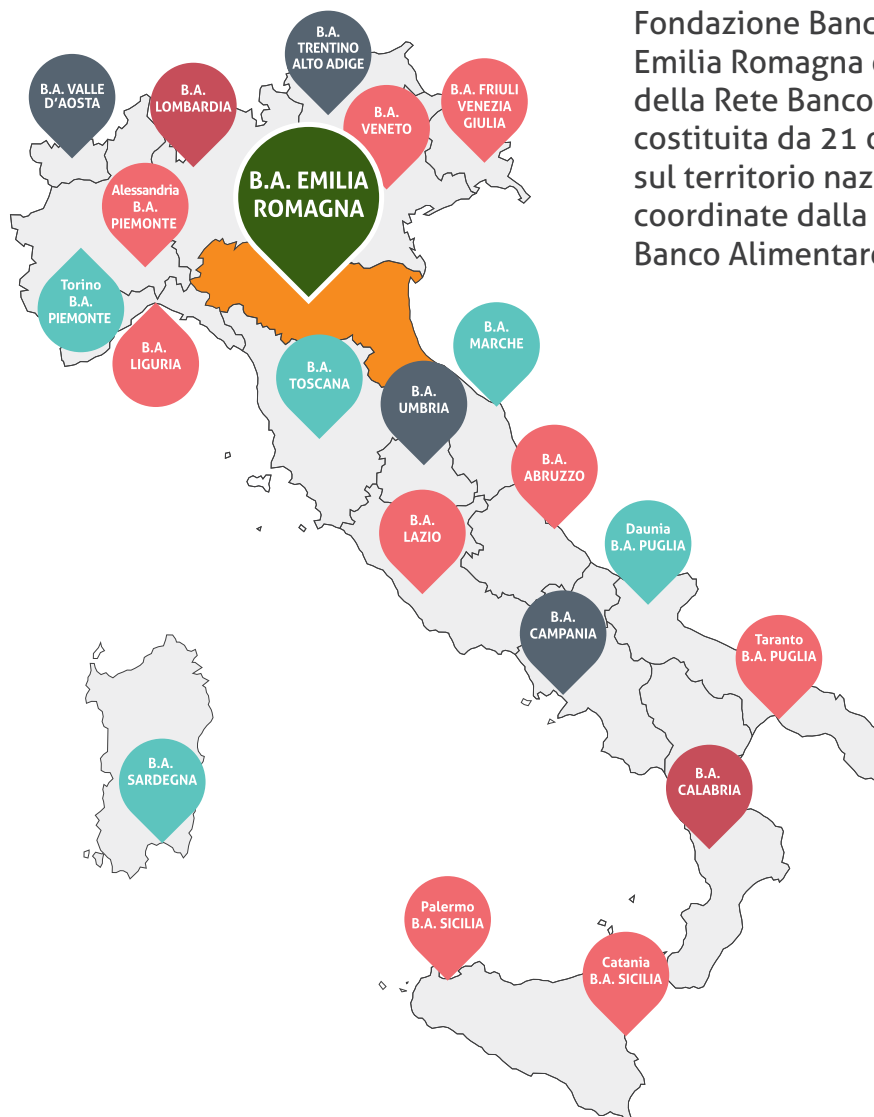 Fondazione Banc
Emilia Romagna
della Rete Banco
costituita da 21
sul territorio naz
coordinate dalla
Banco Alimentare
B.A.
TRENTINO
ALTO ADIGE
B.A. VALLE
D'AOSTA
B.A.
LOMBARDIA
B.A. FRIULI
VENEZIA
GIULIA
B.A.
VENETO
B.A. EMILIA
ROMAGNA
Alessandria
B.A.
PIEMONTE
Torino
B.A.
PIEMONTE
B.A.
LIGURIA
B.A.
TOSCANA
B.A.
MARCHE
B.A.
UMBRIA
B.A.
ABRUZZO
B.A.
LAZIO
Daunia
B.A. PUGLIA
B.A.
CAMPANIA
Taranto
B.A. PUGLIA
B.A.
SARDEGNA
B.A.
CALABRIA
Palermo
B.A. SICILIA
Catania
B.A. SICILIA